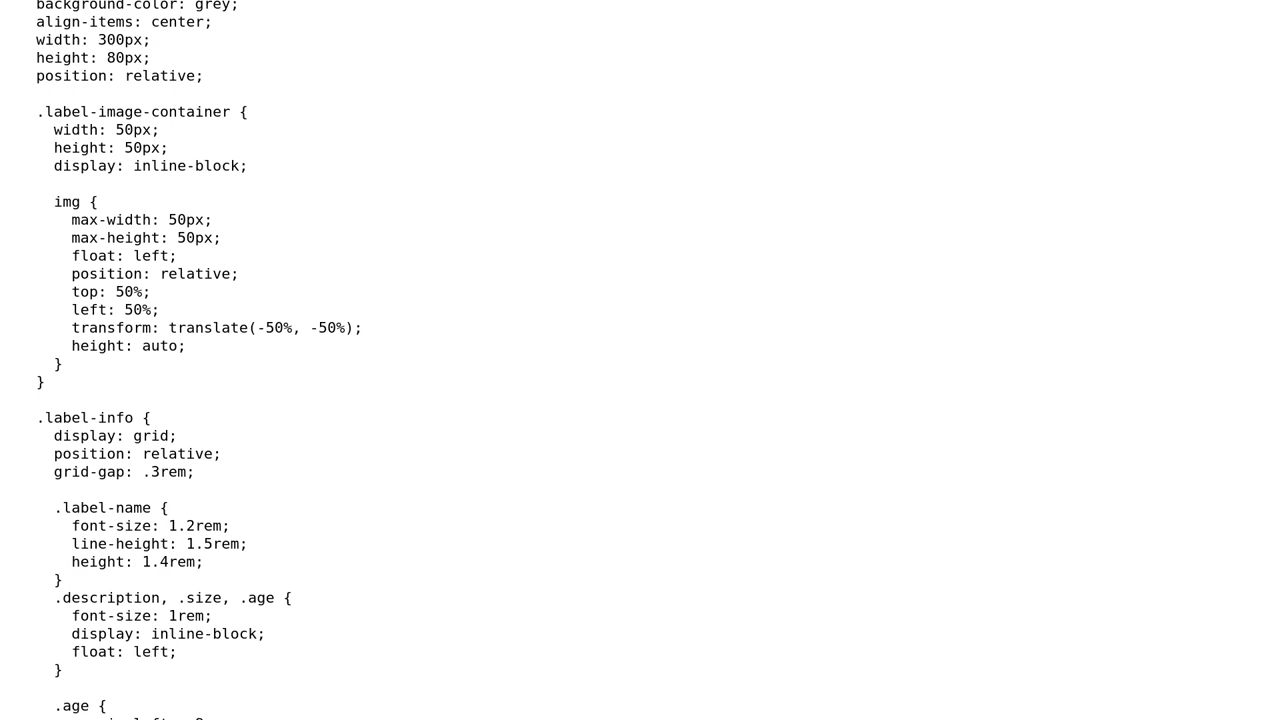 background-color: grey;
align-items: center;
width: 300px;
height: 80px;
position: relative;

.label-image-container {
  width: 50px;
  height: 50px;
  display: inline-block;

  img {
    max-width: 50px;
    max-height: 50px;
    float: left;
    position: relative;
    top: 50%;
    left: 50%;
    transform: translate(-50%, -50%);
    height: auto;
  }
}

.label-info {
  display: grid;
  position: relative;
  grid-gap: .3rem;

  .label-name {
    font-size: 1.2rem;
    line-height: 1.5rem;
    height: 1.4rem;
  }
  .description, .size, .age {
    font-size: 1rem;
    display: inline-block;
    float: left;
  }

  .age {